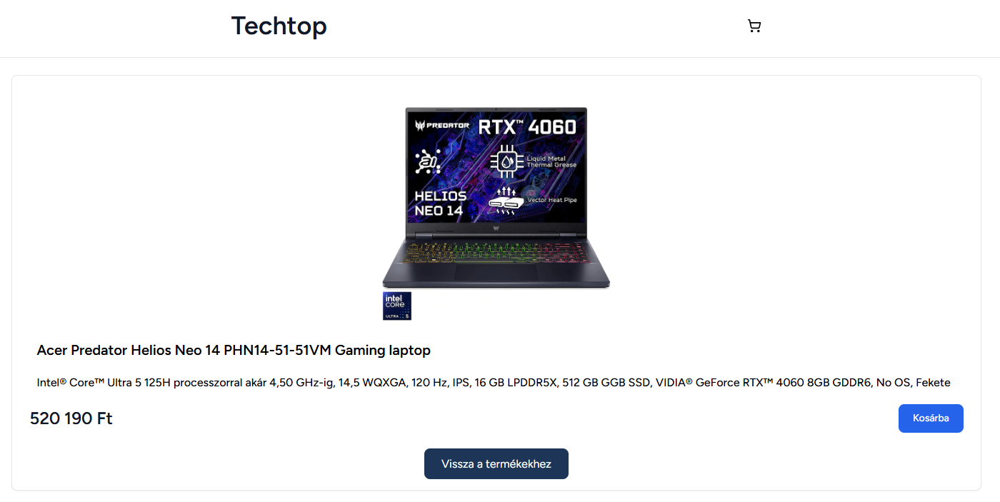 Techtop
PREDATOR RTX™ 4060
ai
Liquid Metal
Thermal Grease
HELIOS
NEO 14
Vector Heat Pipe
intel
CORE
ULTRA 5
Acer Predator Helios Neo 14 PHN14-51-51VM Gaming laptop
Intel® Core™ Ultra 5 125H processzorral akár 4,50 GHz-ig, 14,5 WQXGA, 120 Hz, IPS, 16 GB LPDDR5X, 512 GB GGB SSD, VIDIA® GeForce RTX™ 4060 8GB GDDR6, No OS, Fekete
520 190 Ft
Kosárba
Vissza a termékekhez